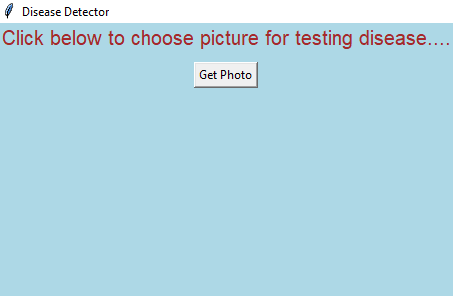 Disease Detector
Click below to choose picture for testing disease....
Get Photo